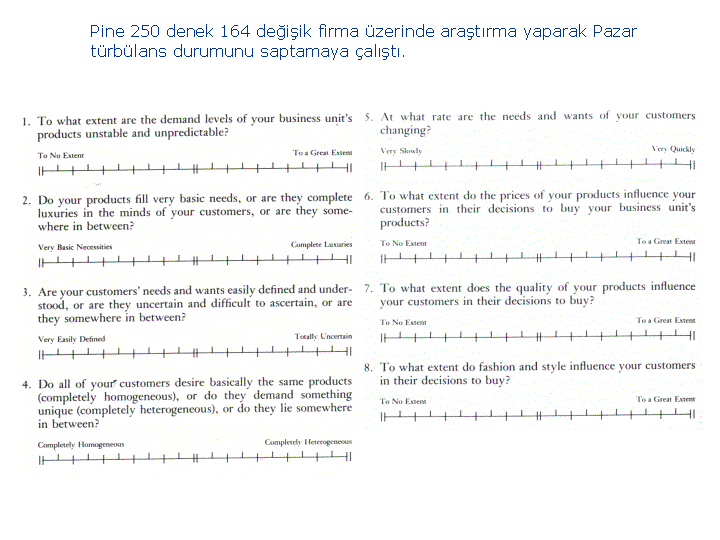 Pine 250 denek 164 değişik firma üzerinde araştırma yaparak Pazar
türbülans durumunu saptamaya çalıştı.
1. To what extent are the demand levels of your business unit's
products unstable and unpredictable?
To No Extent To a Great Extent
2. Do your products fill very basic needs, or are they complete
luxuries in the minds of your customers, or are they some-
where in between?
Very Basic Necessities Complete Luxuries
3. Are your customers' needs and wants easily defined and under-
stood, or are they uncertain and difficult to ascertain, or are
they somewhere in between?
Very Easily Defined Totally Uncertain
4. Do all of your customers desire basically the same products
(completely homogeneous), or do they demand something
unique (completely heterogeneous), or do they lie somewhere
in between?
Completely Homogeneous Completely Heterogeneous
5. At what rate are the needs and wants of your customers
changing?
Very Slowly Very Quickly
6. To what extent do the prices of your products influence your
customers in their decisions to buy your business unit's
products?
To No Extent To a Great Extent
7. To what extent does the quality of your products influence
your customers in their decisions to buy?
To No Extent To a Great Extent
8. To what extent do fashion and style influence your customers
in their decisions to buy?
To No Extent To a Great Extent